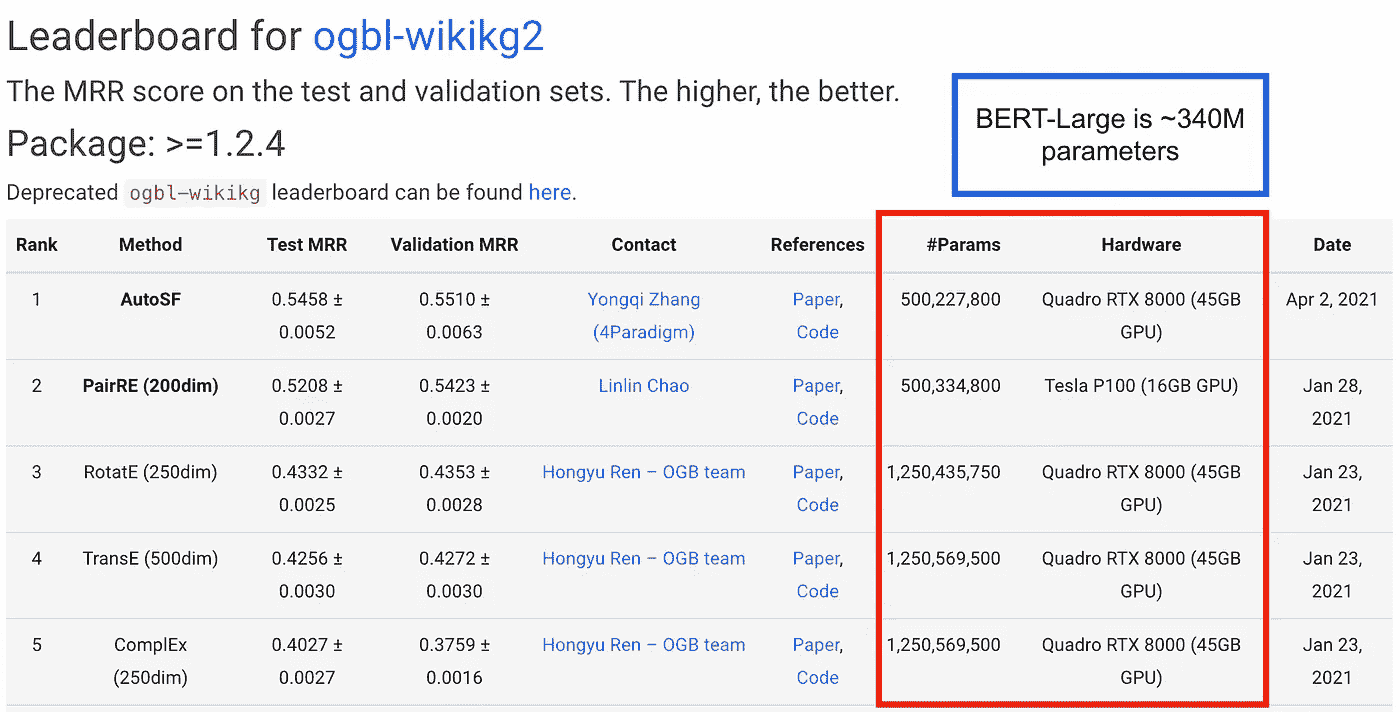 Leaderboard for ogbl-wikikg2
The MRR score on the test and validation sets. The higher, the better.
Package: >=1.2.4
Deprecated ogbl-wikikg leaderboard can be found here.
BERT-Large is ~340M
parameters
Rank Method Test MRR Validation MRR Contact References #Params Hardware Date
1 AutoSF 0.5458 ± 0.5510 ± Yongqi Zhang Paper, 500,227,800 Quadro RTX 8000 (45GB Apr 2, 2021
0.0052 0.0063 (4Paradigm) Code GPU)
2 PairRE (200dim) 0.5208 ± 0.5423 ± Linlin Chao Paper, 500,334,800 Tesla P100 (16GB GPU) Jan 28,
0.0027 0.0020 Code 2021
3 RotatE (250dim) 0.4332 ± 0.4353 ± Hongyu Ren – OGB team Paper, 1,250,435,750 Quadro RTX 8000 (45GB Jan 23,
0.0025 0.0028 Code GPU) 2021
4 TransE (500dim) 0.4256 ± 0.4272 ± Hongyu Ren – OGB team Paper, 1,250,569,500 Quadro RTX 8000 (45GB Jan 23,
0.0030 0.0030 Code GPU) 2021
5 ComplEx 0.4027 ± 0.3759 ± Hongyu Ren – OGB team Paper, 1,250,569,500 Quadro RTX 8000 (45GB Jan 23,
(250dim) 0.0027 0.0016 Code GPU) 2021